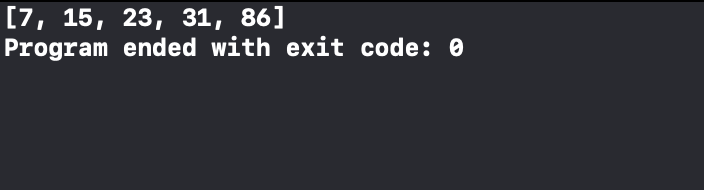 [7, 15, 23, 31, 86]
Program ended with exit code: 0